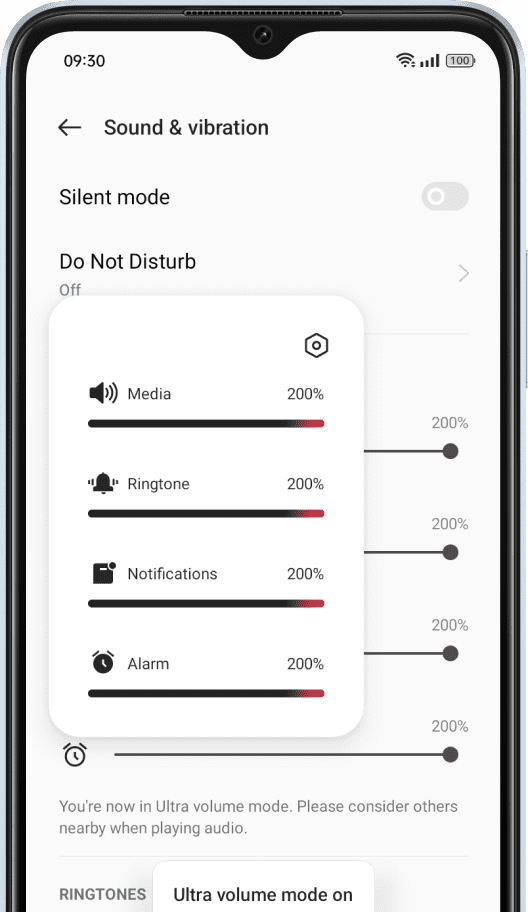 09:30
100
Sound & vibration
Silent mode
Do Not Disturb
Off
Media 200%
200%
Ringtone 200%
200%
Notifications 200%
200%
Alarm 200%
200%
You're now in Ultra volume mode. Please consider others
nearby when playing audio.
RINGTONES
Ultra volume mode on